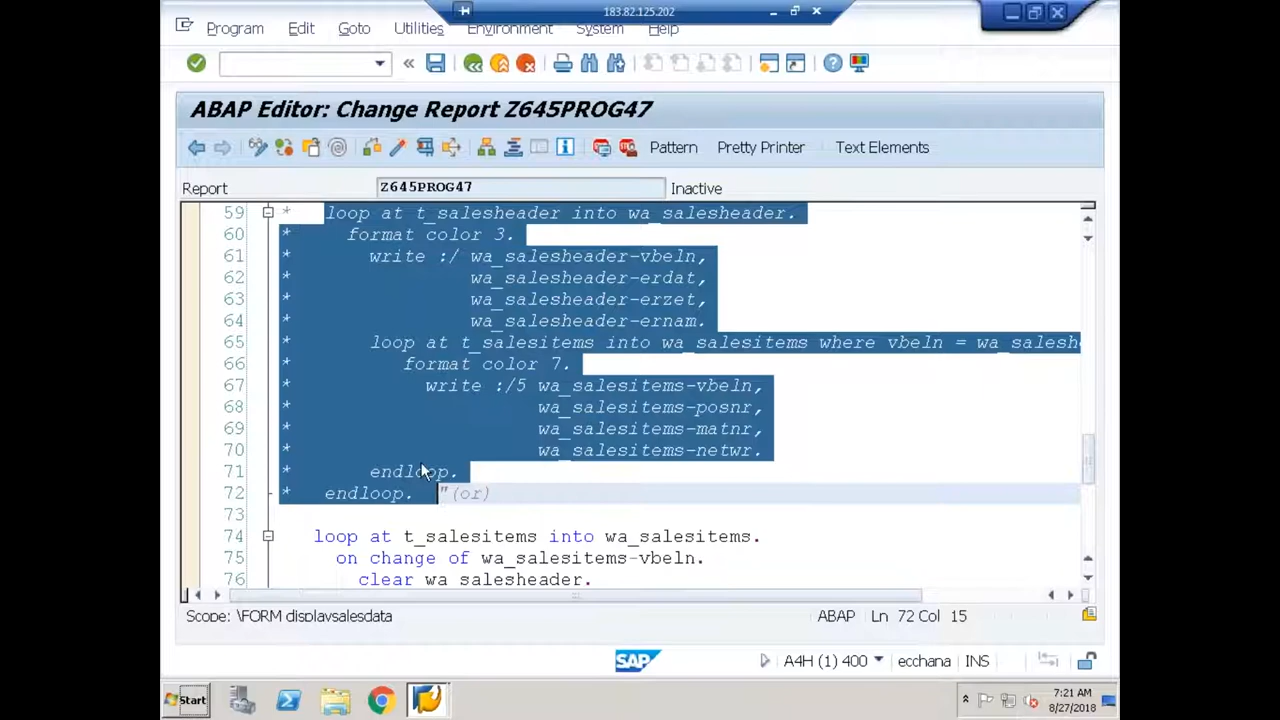 183.82.125.202
Program Edit Goto Utilities Environment System Help
ABAP Editor: Change Report Z645PROG47
Pattern Pretty Printer Text Elements
Report Z645PROG47 Inactive
59 * loop at t_salesheader into wa_salesheader.
60 * format color 3.
61 * write :/ wa_salesheader-vbeln,
62 * wa_salesheader-erdat,
63 * wa_salesheader-erzet,
64 * wa_salesheader-ernam.
65 * loop at t_salesitems into wa_salesitems where vbeln = wa_salesh
66 * format color 7.
67 * write :/5 wa_salesitems-vbeln,
68 * wa_salesitems-posnr,
69 * wa_salesitems-matnr,
70 * wa_salesitems-netwr.
71 * endloop.
72 * endloop. "(or)
73
74 loop at t_salesitems into wa_salesitems.
75 on change of wa_salesitems-vbeln.
76 clear wa_salesheader.
Scope: \FORM displaysalesdata ABAP Ln 72 Col 15
SAP A4H (1) 400 ecchana INS
Start 7:21 AM
8/27/2018